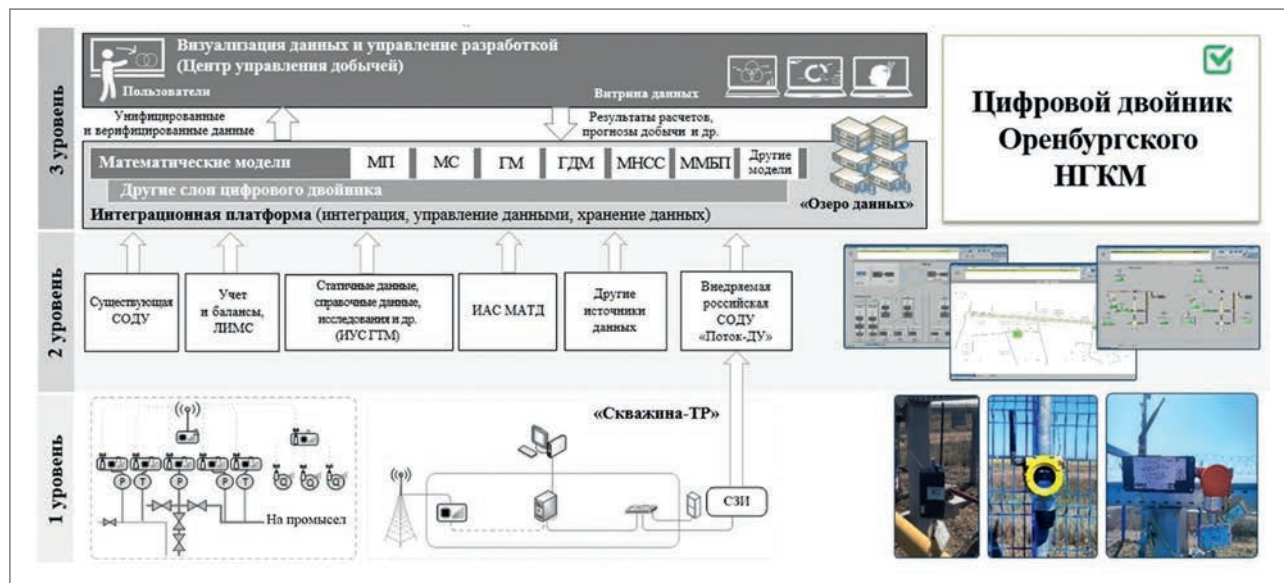 3 уровень
Визуализация данных и управление разработкой
(Центр управления добычей)
Пользователи
Витрина данных
Унифицированные
и верифицированные данные
Результаты расчетов,
прогнозы добычи и др.
Математические модели
МП
МС
ГМ
ГДМ
МНСС
ММБП
Другие
модели
Другие слои цифрового двойника
«Озеро данных»
Интеграционная платформа (интеграция, управление данными, хранение данных)
Цифровой двойник
Оренбургского
НГКМ
2 уровень
Существующая
СОДУ
Учет
и балансы,
ЛИМС
Статичные данные,
справочные данные,
исследования и др.
(ИУС ГТМ)
ИАС МАТД
Другие
источники
данных
Внедряемая
российская
СОДУ
«Поток-ДУ»
1 уровень
P
T
P
P
T
Q
Q
Q
На промысел
«Скважина-ТР»
СЗИ